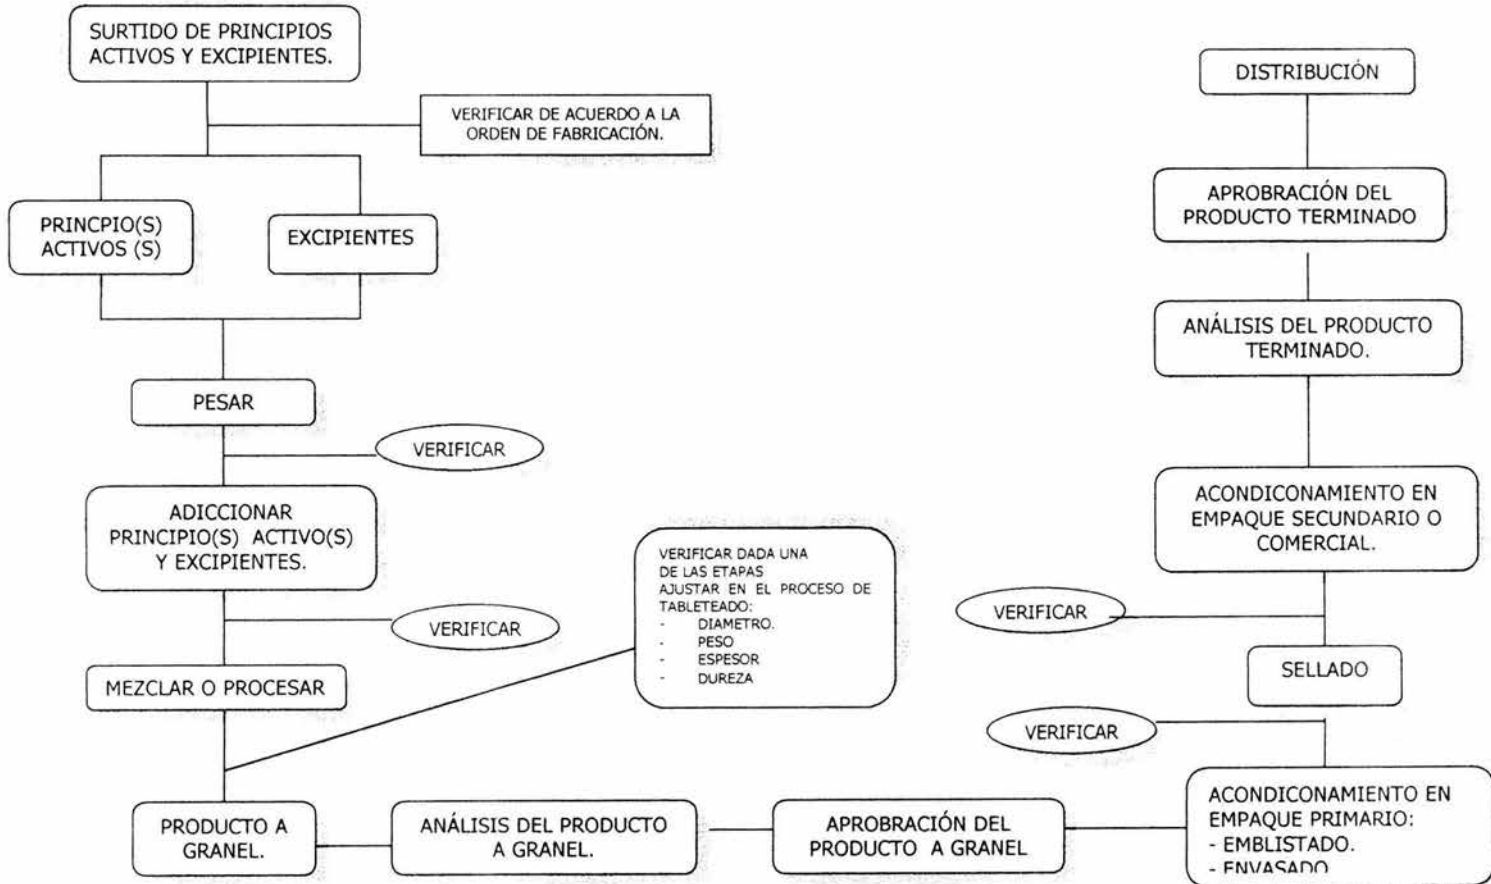 SURTIDO DE PRINCIPIOS
ACTIVOS Y EXCIPIENTES.
VERIFICAR DE ACUERDO A LA
ORDEN DE FABRICACIÓN.
PRINCPIO(S)
ACTIVOS (S)
EXCIPIENTES
PESAR
VERIFICAR
ADICCIONAR
PRINCIPIO(S) ACTIVO(S)
Y EXCIPIENTES.
VERIFICAR
MEZCLAR O PROCESAR
VERIFICAR DADA UNA
DE LAS ETAPAS
AJUSTAR EN EL PROCESO DE
TABLETEADO:
- DIAMETRO.
- PESO
- ESPESOR
- DUREZA
PRODUCTO A
GRANEL.
ANÁLISIS DEL PRODUCTO
A GRANEL.
APROBRACIÓN DEL
PRODUCTO A GRANEL
ACONDICONAMIENTO EN
EMPAQUE PRIMARIO:
- EMBLISTADO.
- ENVASADO
VERIFICAR
SELLADO
VERIFICAR
ACONDICONAMIENTO EN
EMPAQUE SECUNDARIO O
COMERCIAL.
ANÁLISIS DEL PRODUCTO
TERMINADO.
APROBRACIÓN DEL
PRODUCTO TERMINADO
DISTRIBUCIÓN